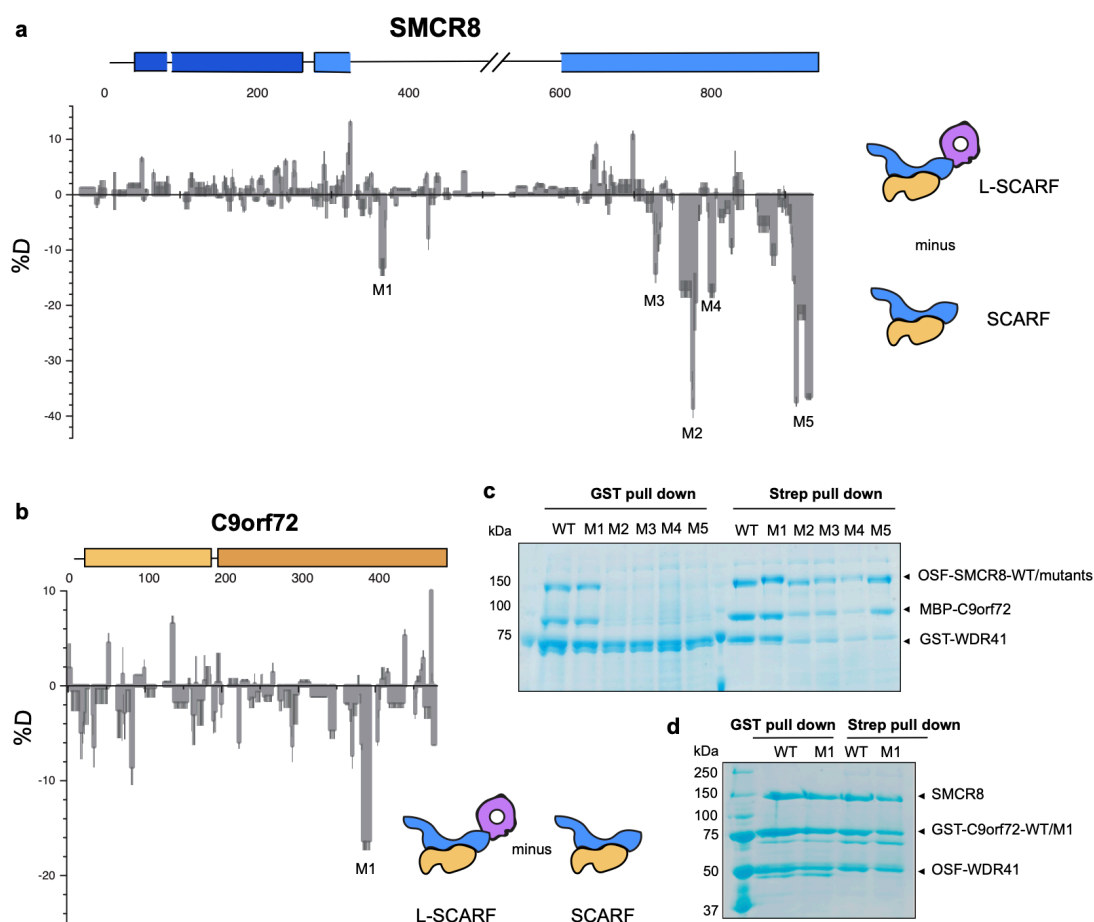 a
SMCR8
0 200 400 600 800
10
0
-10
-20
-30
-40
%D
M1
M3
M4
M2
M5
L-SCARF
minus
SCARF
b
C9orf72
0 100 200 300 400
10
0
-10
-20
%D
M1
minus
L-SCARF SCARF
c
GST pull down Strep pull down
kDa WT M1 M2 M3 M4 M5 WT M1 M2 M3 M4 M5
150
100
75
OSF-SMCR8-WT/mutants
MBP-C9orf72
GST-WDR41
d
GST pull down Strep pull down
kDa WT M1 WT M1
250
150
100
75
50
37
SMCR8
GST-C9orf72-WT/M1
OSF-WDR41